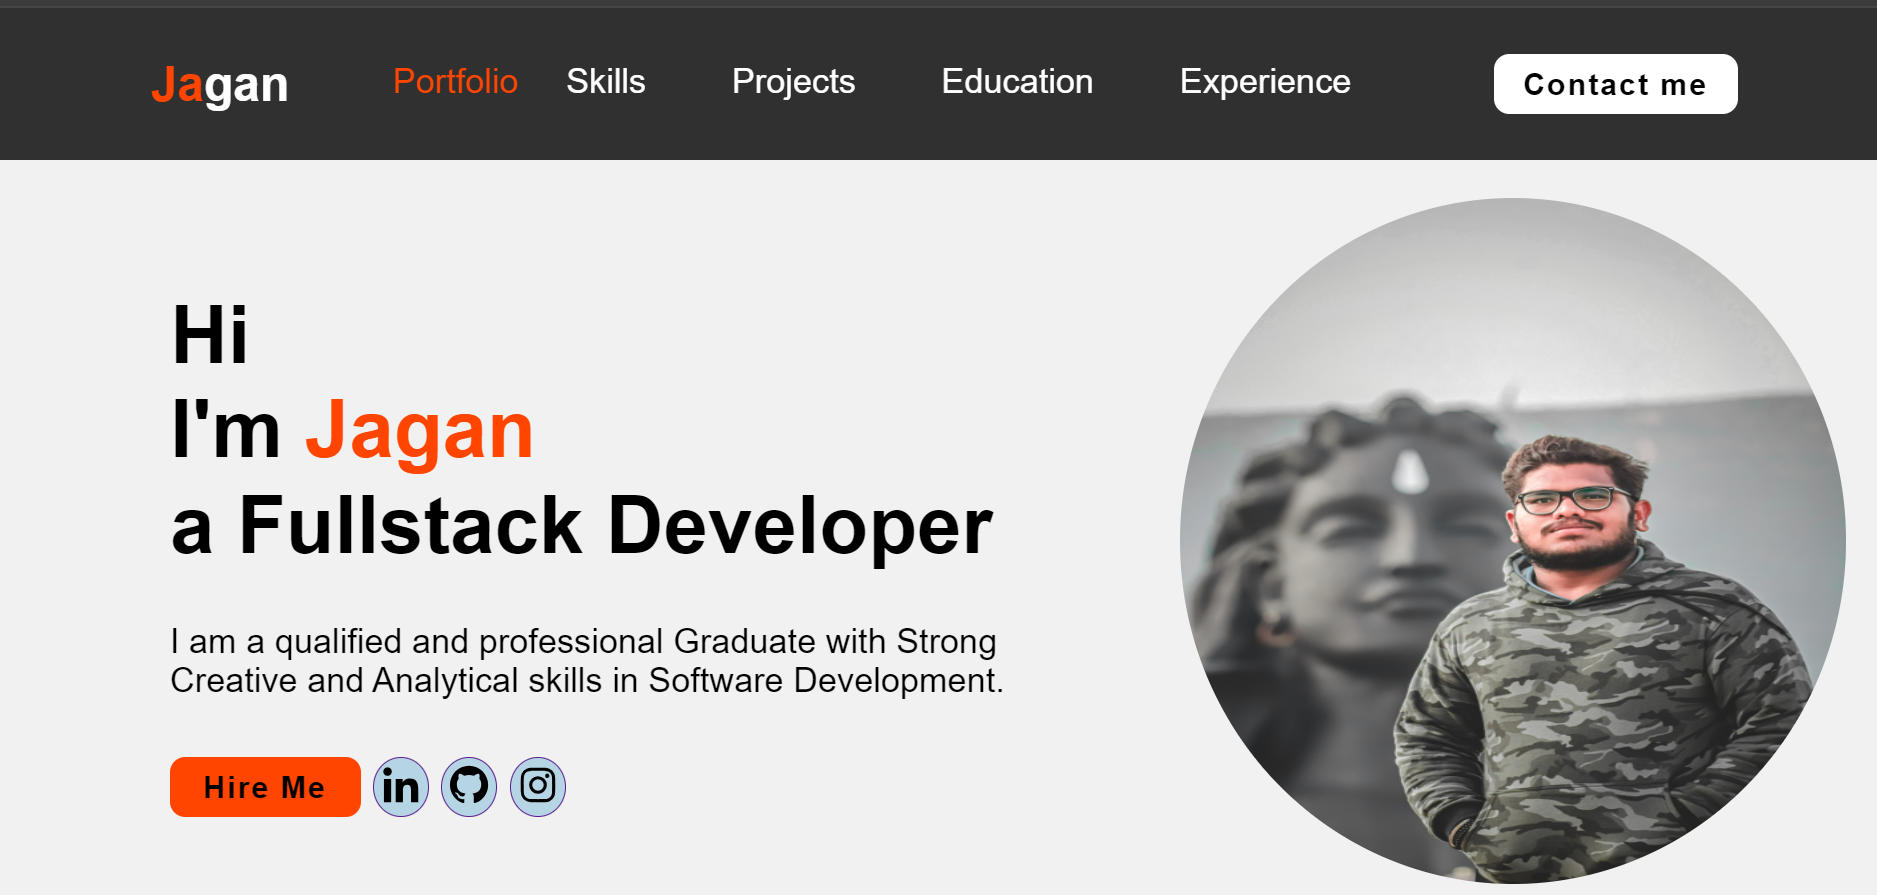 Jagan Portfolio Skills Projects Education Experience Contact me
Hi
I'm Jagan
a Fullstack Developer
I am a qualified and professional Graduate with Strong
Creative and Analytical skills in Software Development.
Hire Me in